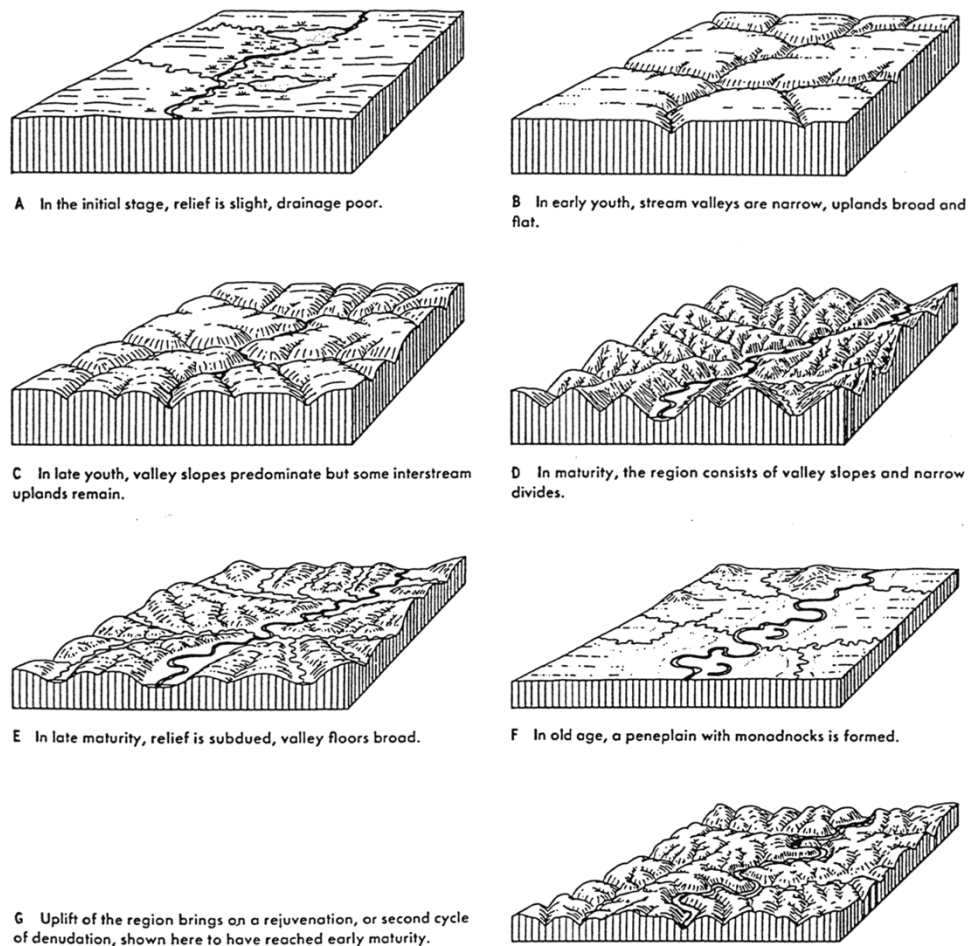 A In the initial stage, relief is slight, drainage poor.
B In early youth, stream valleys are narrow, uplands broad and
flat.
C In late youth, valley slopes predominate but some interstream
uplands remain.
D In maturity, the region consists of valley slopes and narrow
divides.
E In late maturity, relief is subdued, valley floors broad.
F In old age, a peneplain with monadnocks is formed.
G Uplift of the region brings on a rejuvenation, or second cycle
of denudation, shown here to have reached early maturity.